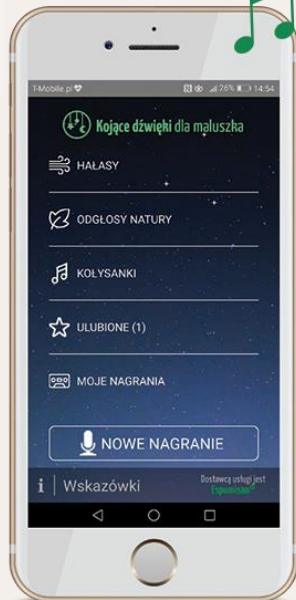 T-Mobile.pl 26% 14:54
Kojące dźwięki dla maluszka
HAŁASY
ODGŁOSY NATURY
KOŁYSANKI
ULUBIONE (1)
MOJE NAGRANIA
NOWE NAGRANIE
i | Wskazówki
Dostawcą usługi jest
Espumisan